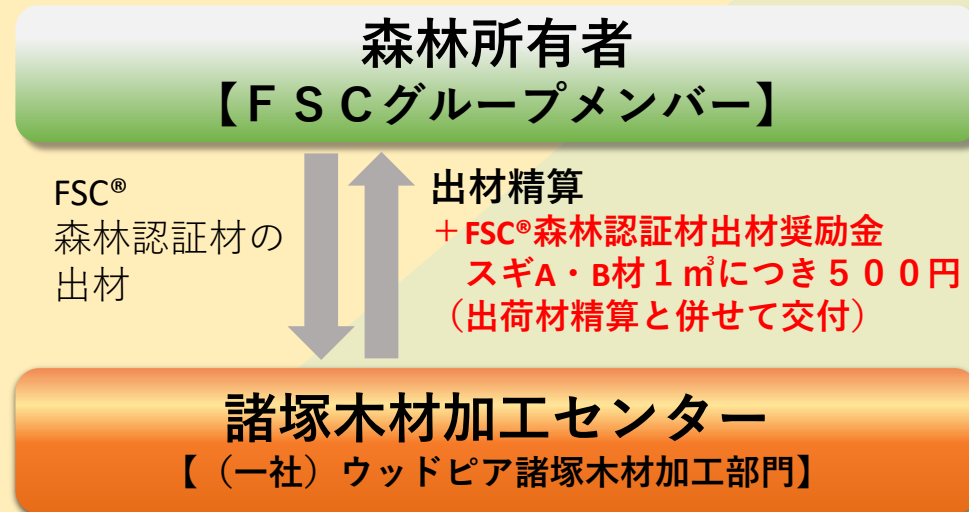 森林所有者
【ＦＳＣグループメンバー】
FSC®
森林認証材の
出材
出材精算
＋FSC®森林認証材出材奨励金
スギA・B材１㎥につき５００円
（出荷材精算と併せて交付）
諸塚木材加工センター
【（一社）ウッドピア諸塚木材加工部門】